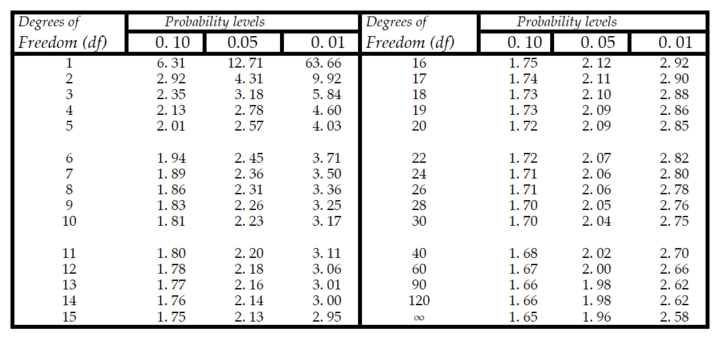 Degrees of Probability levels Degrees of Probability levels
Freedom (df) 0. 10 0.05 0. 01 Freedom (df) 0. 10 0. 05 0. 01
1 6. 31 12. 71 63. 66 16 1. 75 2. 12 2. 92
2 2. 92 4. 31 9. 92 17 1. 74 2. 11 2. 90
3 2. 35 3. 18 5. 84 18 1. 73 2. 10 2. 88
4 2. 13 2. 78 4. 60 19 1. 73 2. 09 2. 86
5 2. 01 2. 57 4. 03 20 1. 72 2. 09 2. 85
6 1. 94 2. 45 3. 71 22 1. 72 2. 07 2. 82
7 1. 89 2. 36 3. 50 24 1. 71 2. 06 2. 80
8 1. 86 2. 31 3. 36 26 1. 71 2. 06 2. 78
9 1. 83 2. 26 3. 25 28 1. 70 2. 05 2. 76
10 1. 81 2. 23 3. 17 30 1. 70 2. 04 2. 75
11 1. 80 2. 20 3. 11 40 1. 68 2. 02 2. 70
12 1. 78 2. 18 3. 06 60 1. 67 2. 00 2. 66
13 1. 77 2. 16 3. 01 90 1. 66 1. 98 2. 62
14 1. 76 2. 14 3. 00 120 1. 66 1. 98 2. 62
15 1. 75 2. 13 2. 95 ∞ 1. 65 1. 96 2. 58